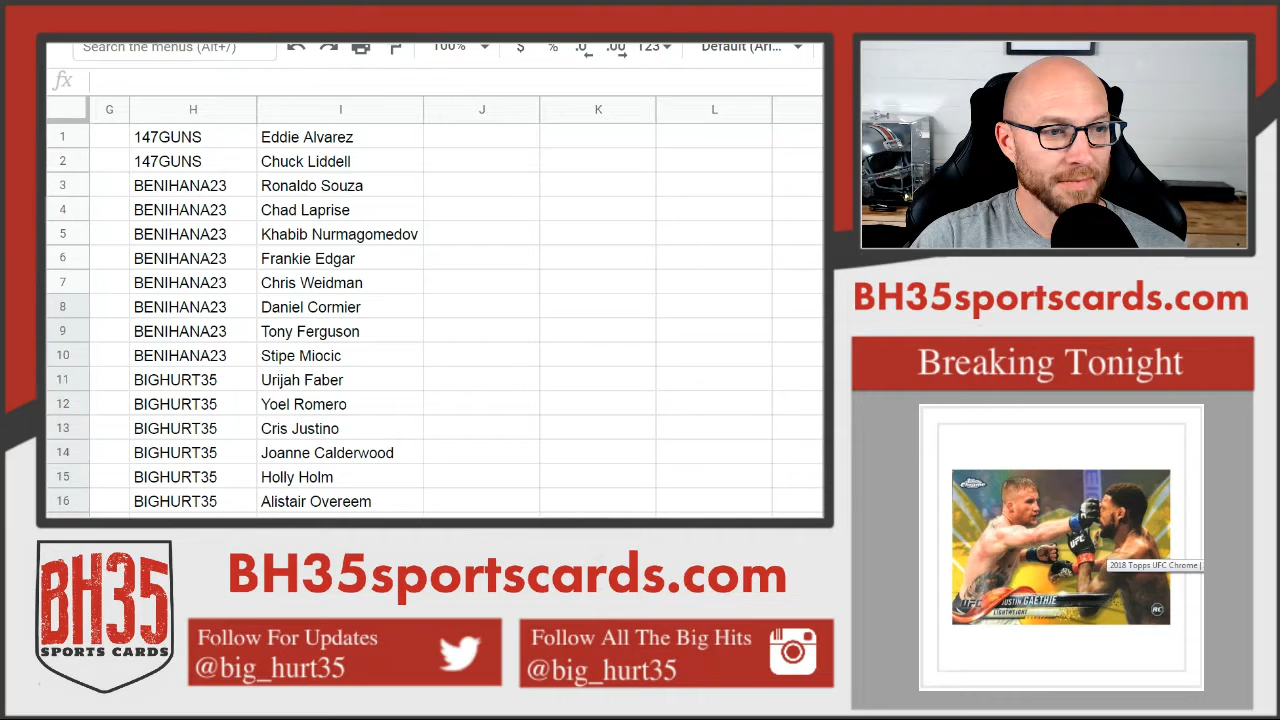 Search the menus (Alt+/)
100%
$ % .0 .00 123
Default (Ari...
fx
G H I J K L
1 147GUNS Eddie Alvarez
2 147GUNS Chuck Liddell
3 BENIHANA23 Ronaldo Souza
4 BENIHANA23 Chad Laprise
5 BENIHANA23 Khabib Nurmagomedov
6 BENIHANA23 Frankie Edgar
7 BENIHANA23 Chris Weidman
8 BENIHANA23 Daniel Cormier
9 BENIHANA23 Tony Ferguson
10 BENIHANA23 Stipe Miocic
11 BIGHURT35 Urijah Faber
12 BIGHURT35 Yoel Romero
13 BIGHURT35 Cris Justino
14 BIGHURT35 Joanne Calderwood
15 BIGHURT35 Holly Holm
16 BIGHURT35 Alistair Overeem
BH35sportscards.com
Breaking Tonight
Topps Chrome
UFC
2018 Topps UFC Chrome |
UFC
JUSTIN GAETHJE
LIGHTWEIGHT
RC
BH35
SPORTS CARDS
BH35sportscards.com
Follow For Updates
@big_hurt35
Follow All The Big Hits
@big_hurt35